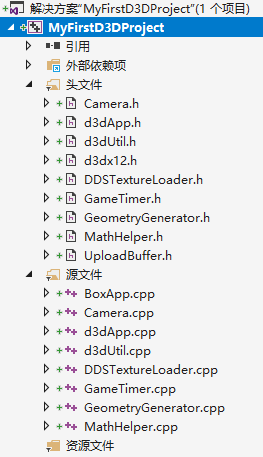 解决方案"MyFirstD3DProject"(1 个项目)
MyFirstD3DProject
引用
外部依赖项
头文件
Camera.h
d3dApp.h
d3dUtil.h
d3dx12.h
DDSTextureLoader.h
GameTimer.h
GeometryGenerator.h
MathHelper.h
UploadBuffer.h
源文件
BoxApp.cpp
Camera.cpp
d3dApp.cpp
d3dUtil.cpp
DDSTextureLoader.cpp
GameTimer.cpp
GeometryGenerator.cpp
MathHelper.cpp
资源文件